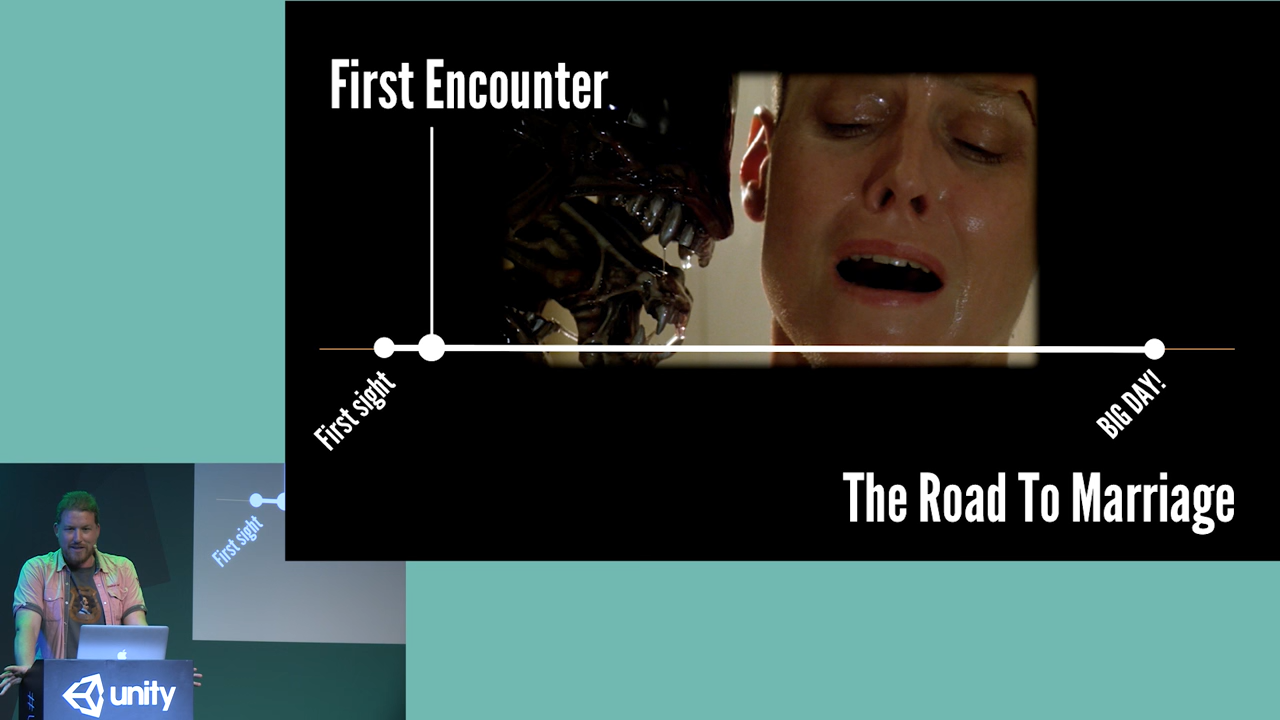 First Encounter
First sight
BIG DAY!
The Road To Marriage
First sight
unity